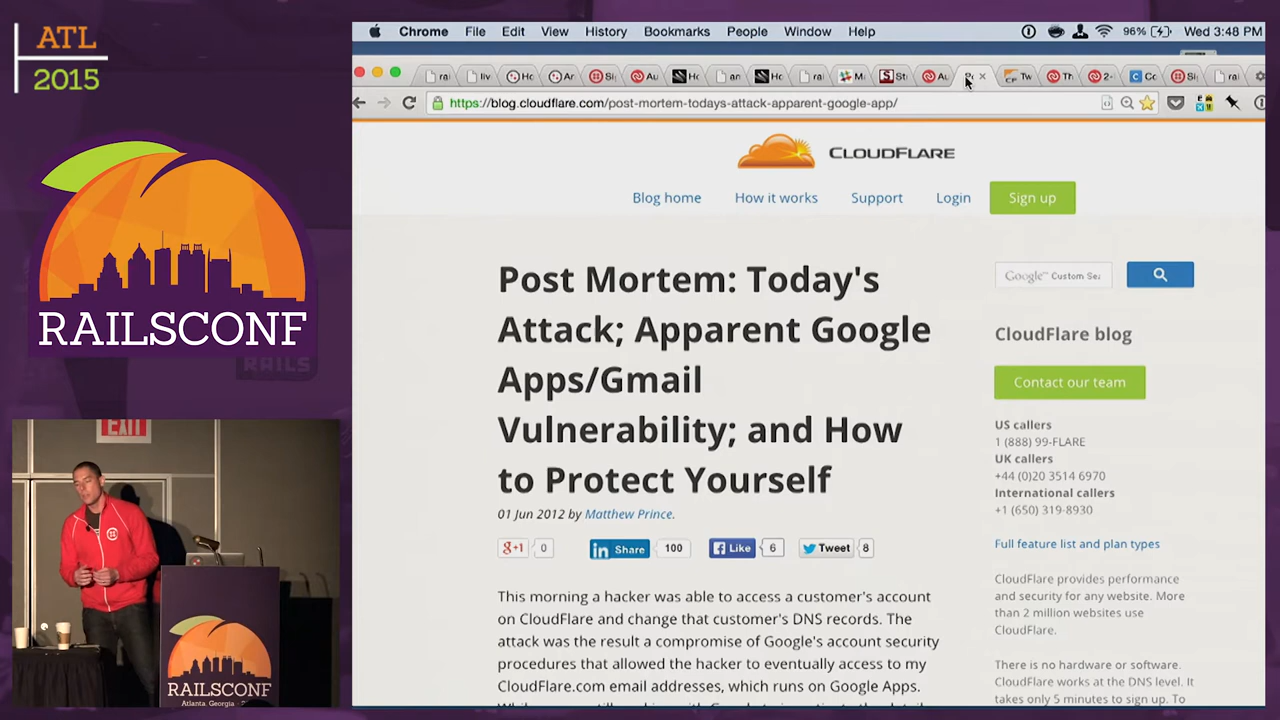 ATL
2015
RAILSCONF
RAILS
EXIT
RAILSCONF
Chrome File Edit View History Bookmarks People Window Help
96% Wed 3:48 PM
https://blog.cloudflare.com/post-mortem-todays-attack-apparent-google-app/
CLOUDFLARE
Blog home How it works Support Login Sign up
Post Mortem: Today's
Attack; Apparent Google
Apps/Gmail
Vulnerability; and How
to Protect Yourself
01 Jun 2012 by Matthew Prince.
g+1 0 in Share 100 Like 6 Tweet 8
This morning a hacker was able to access a customer's account
on CloudFlare and change that customer's DNS records. The
attack was the result a compromise of Google's account security
procedures that allowed the hacker to eventually access to my
CloudFlare.com email addresses, which runs on Google Apps.
Google™ Custom Sea
CloudFlare blog
Contact our team
US callers
1 (888) 99-FLARE
UK callers
+44 (0)20 3514 6970
International callers
+1 (650) 319-8930
Full feature list and plan types
CloudFlare provides performance
and security for any website. More
than 2 million websites use
CloudFlare.
There is no hardware or software.
CloudFlare works at the DNS level. It
takes only 5 minutes to sign up. To